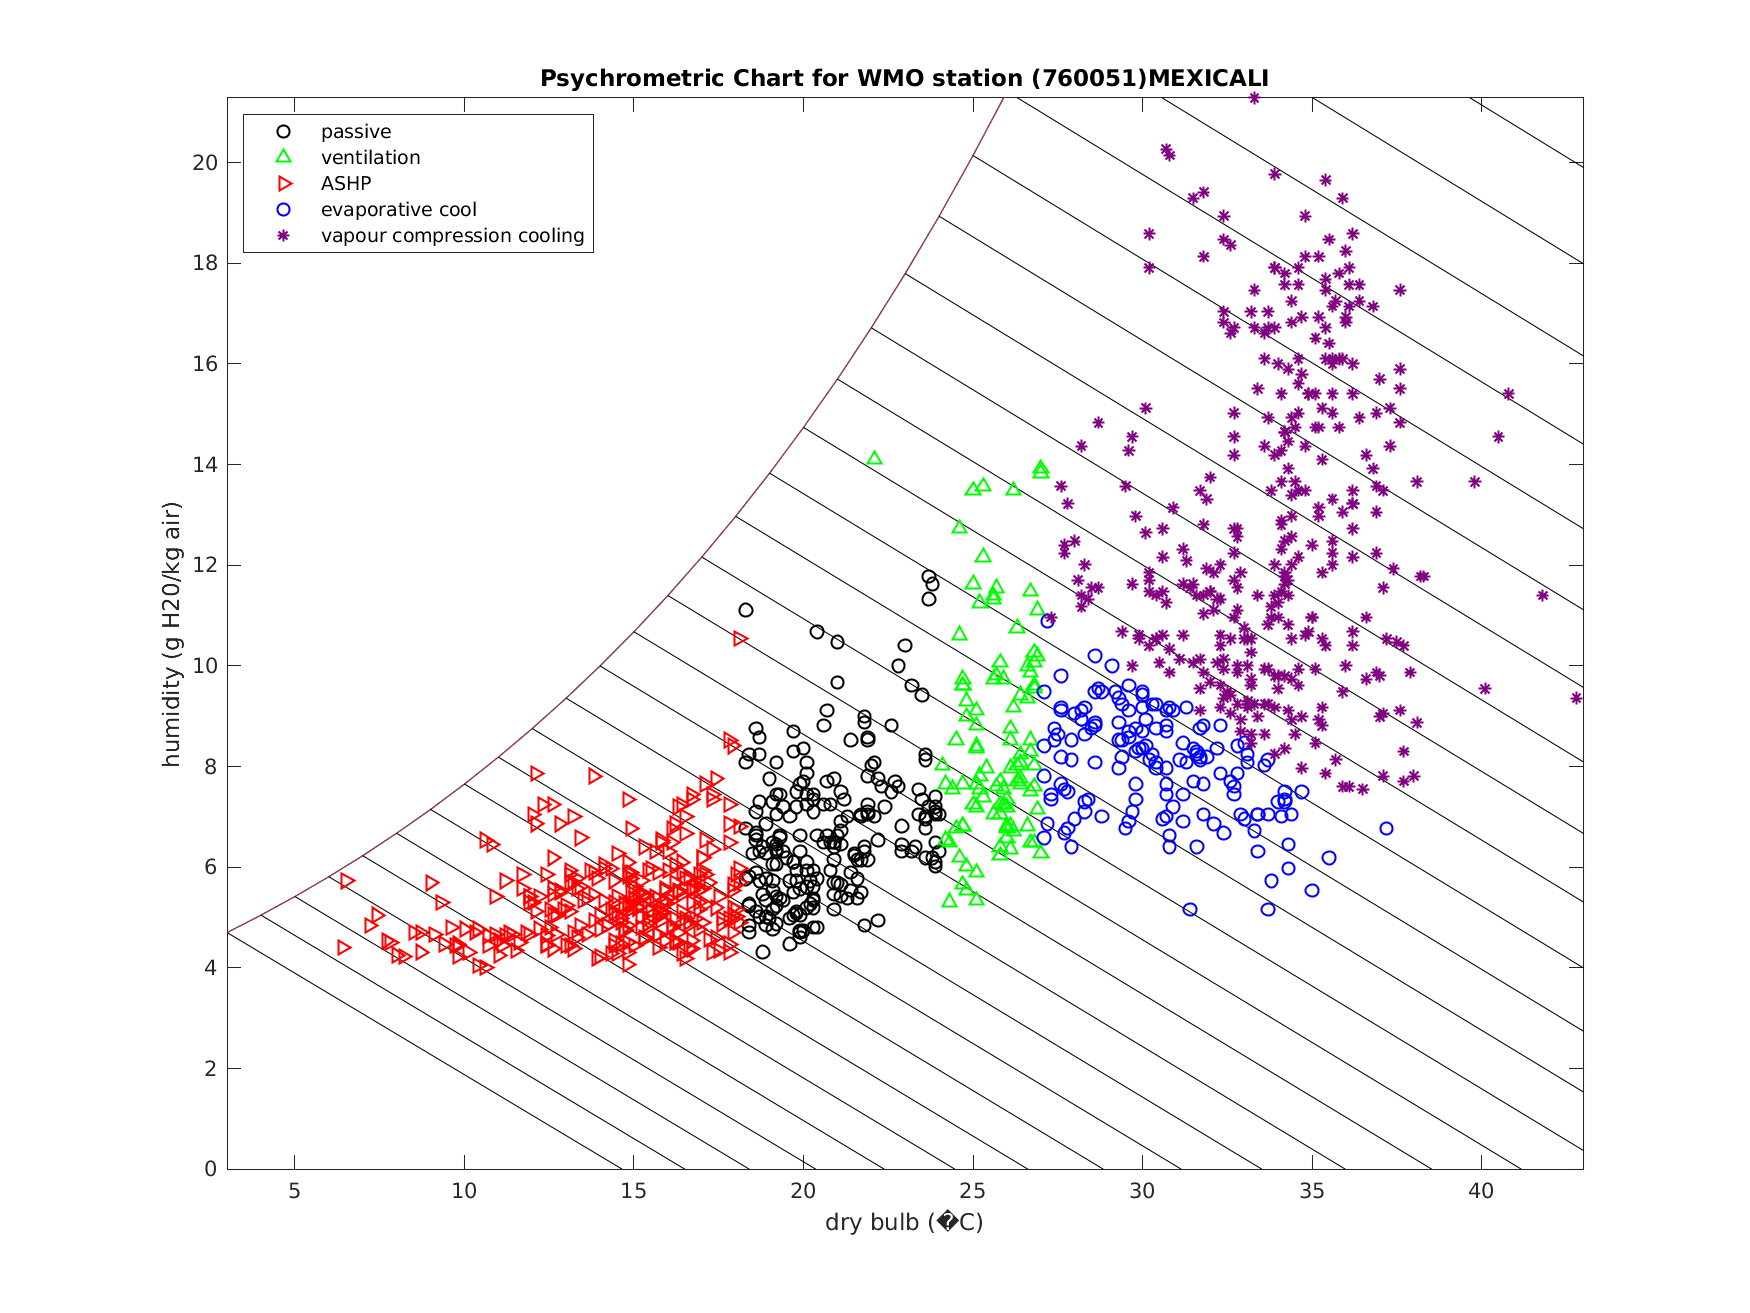 Psychrometric Chart for WMO station (760051)MEXICALI
passive
ventilation
ASHP
evaporative cool
vapour compression cooling
humidity (g H20/kg air)
20
18
16
14
12
10
8
6
4
2
0
5 10 15 20 25 30 35 40
dry bulb (�C)